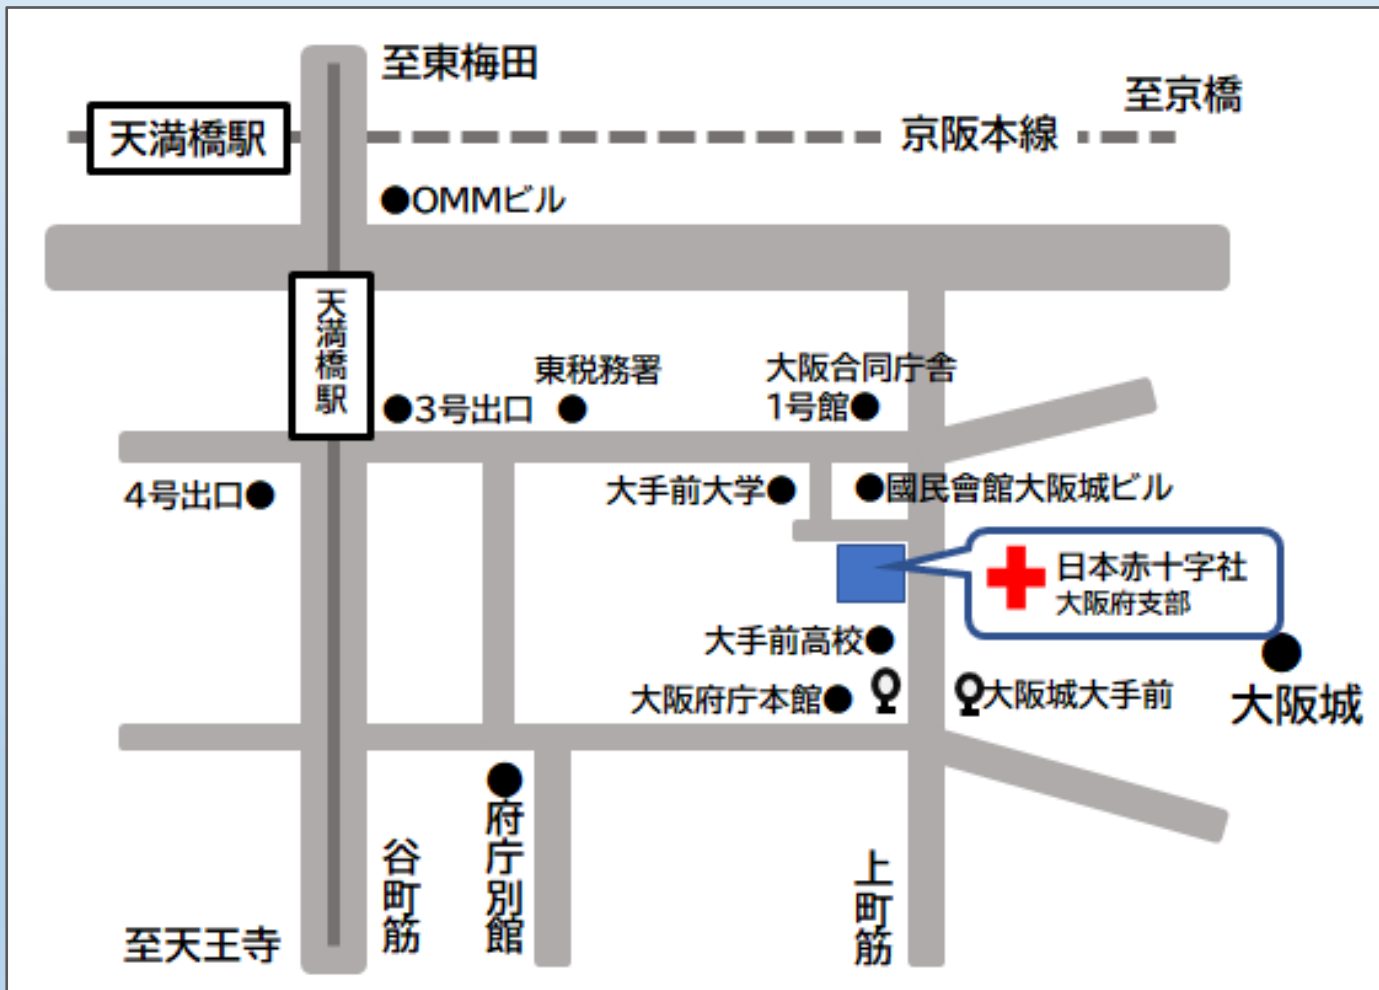 至東梅田
至京橋
天満橋駅
京阪本線
●OMMビル
天満橋駅
東税務署
大阪合同庁舎
1号館●
●3号出口
4号出口●
大手前大学●
●國民會館大阪城ビル
日本赤十字社
大阪府支部
大手前高校●
大阪府庁本館●
大阪城大手前
大阪城
府庁別館
谷町筋
上町筋
至天王寺